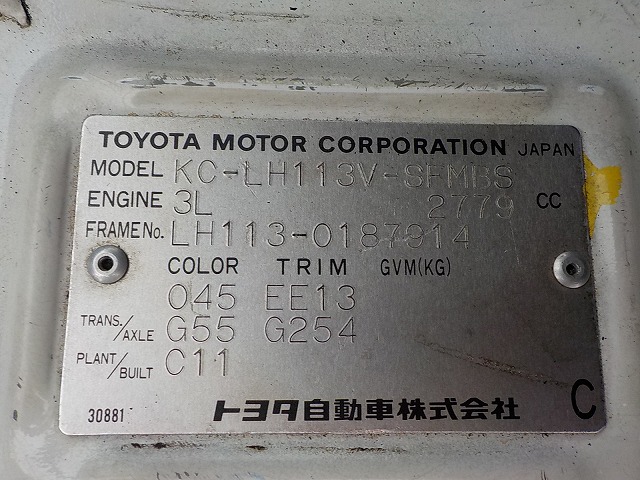 TOYOTA MOTOR CORPORATION JAPAN
MODEL KC-LH113V-SFMBS
ENGINE 3L 2779 CC
FRAME No. LH113-0187914
COLOR TRIM GVM(KG)
045 EE13
TRANS./AXLE G55 G254
PLANT/BUILT C11
30881 トヨタ自動車株式会社 C